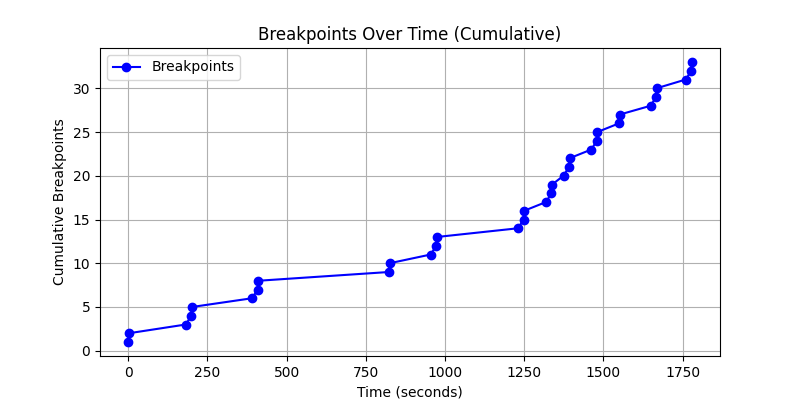 Breakpoints Over Time (Cumulative)
Breakpoints
Cumulative Breakpoints
30
25
20
15
10
5
0
0 250 500 750 1000 1250 1500 1750
Time (seconds)